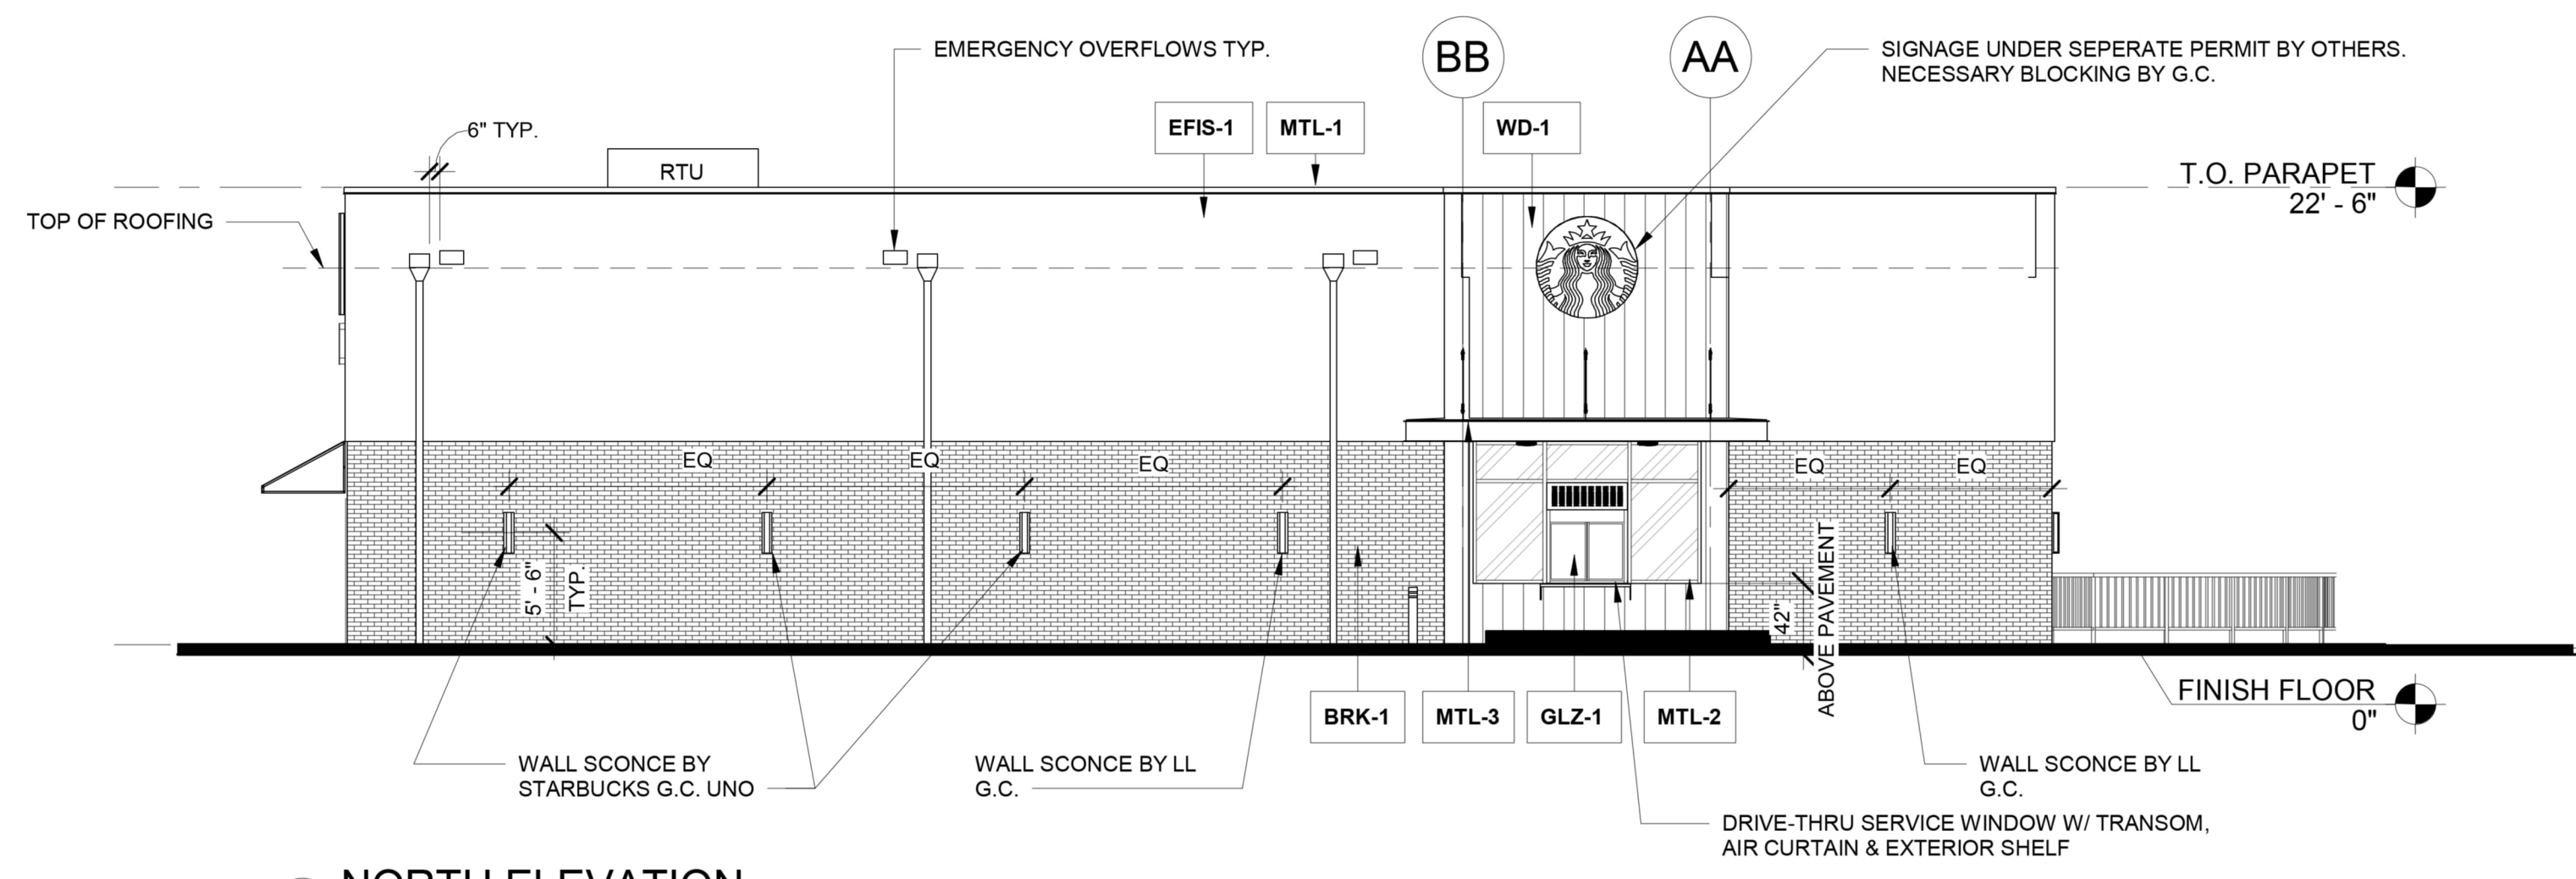 EMERGENCY OVERFLOWS TYP.
BB
AA
SIGNAGE UNDER SEPERATE PERMIT BY OTHERS.
NECESSARY BLOCKING BY G.C.
6" TYP.
EFIS-1
MTL-1
WD-1
RTU
T.O. PARAPET
22' - 6"
TOP OF ROOFING
EQ
EQ
EQ
EQ
EQ
5' - 6"
TYP.
42"
ABOVE PAVEMENT
BRK-1
MTL-3
GLZ-1
MTL-2
FINISH FLOOR
0"
WALL SCONCE BY
STARBUCKS G.C. UNO
WALL SCONCE BY LL
G.C.
WALL SCONCE BY LL
G.C.
DRIVE-THRU SERVICE WINDOW W/ TRANSOM,
AIR CURTAIN & EXTERIOR SHELF
NORTH ELEVATION